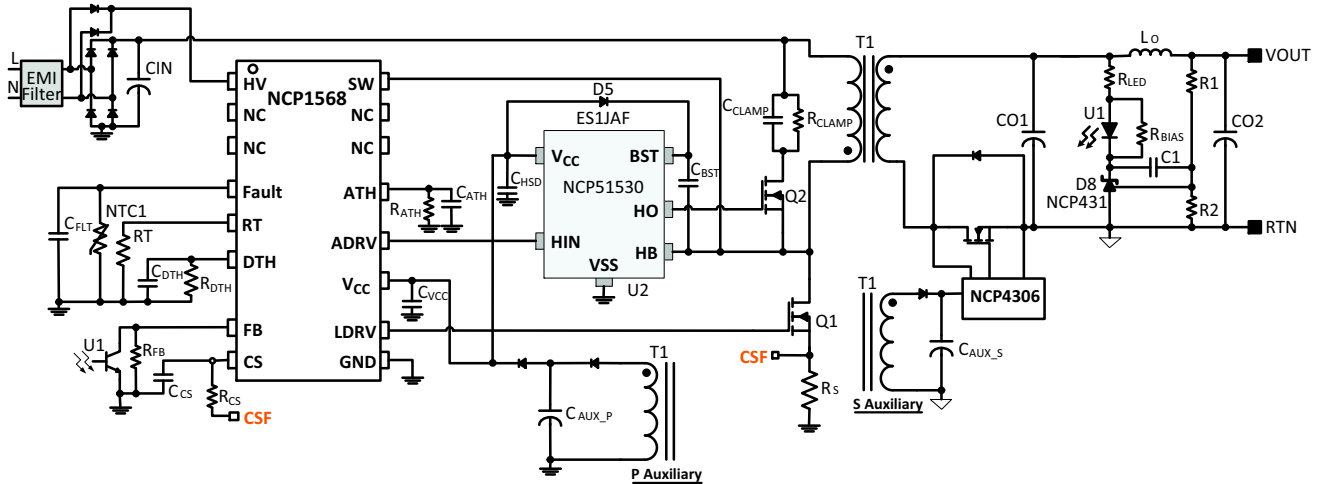 L
N
EMI
Filter
CIN
NCP1568
HV
NC
NC
Fault
RT
DTH
FB
CS
SW
NC
NC
ATH
ADRV
VCC
LDRV
GND
CFLT
NTC1
RT
CDTH
RDTH
U1
RFB
CCS
RCS
CSF
RATH
CATH
CVCC
D5
ES1JAF
CHSD
VCC
BST
NCP51530
HO
HIN
HB
VSS
U2
CBST
CCLAMP
RCLAMP
Q2
Q1
CSF
RS
T1
CAUX_P
T1
P Auxiliary
T1
CAUX_S
S Auxiliary
NCP4306
CO1
LO
RLED
U1
RBIAS
C1
D8
NCP431
R1
R2
CO2
VOUT
RTN